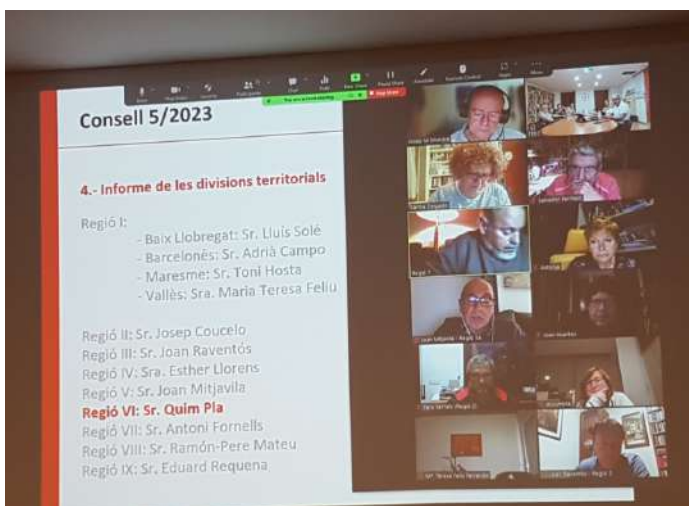 Consell 5/2023
4.- Informe de les divisions territorials
Regió I:
- Baix Llobregat: Sr. Lluís Solé
- Barcelonès: Sr. Adrià Campo
- Maresme: Sr. Toni Hosta
- Vallès: Sra. Maria Teresa Feliu
Regió II: Sr. Josep Coucelo
Regió III: Sr. Joan Raventós
Regió IV: Sra. Esther Llorens
Regió V: Sr. Joan Mitjavila
Regió VI: Sr. Quim Pla
Regió VII: Sr. Antoni Fornells
Regió VIII: Sr. Ramón-Pere Mateu
Regió IX: Sr. Eduard Requena